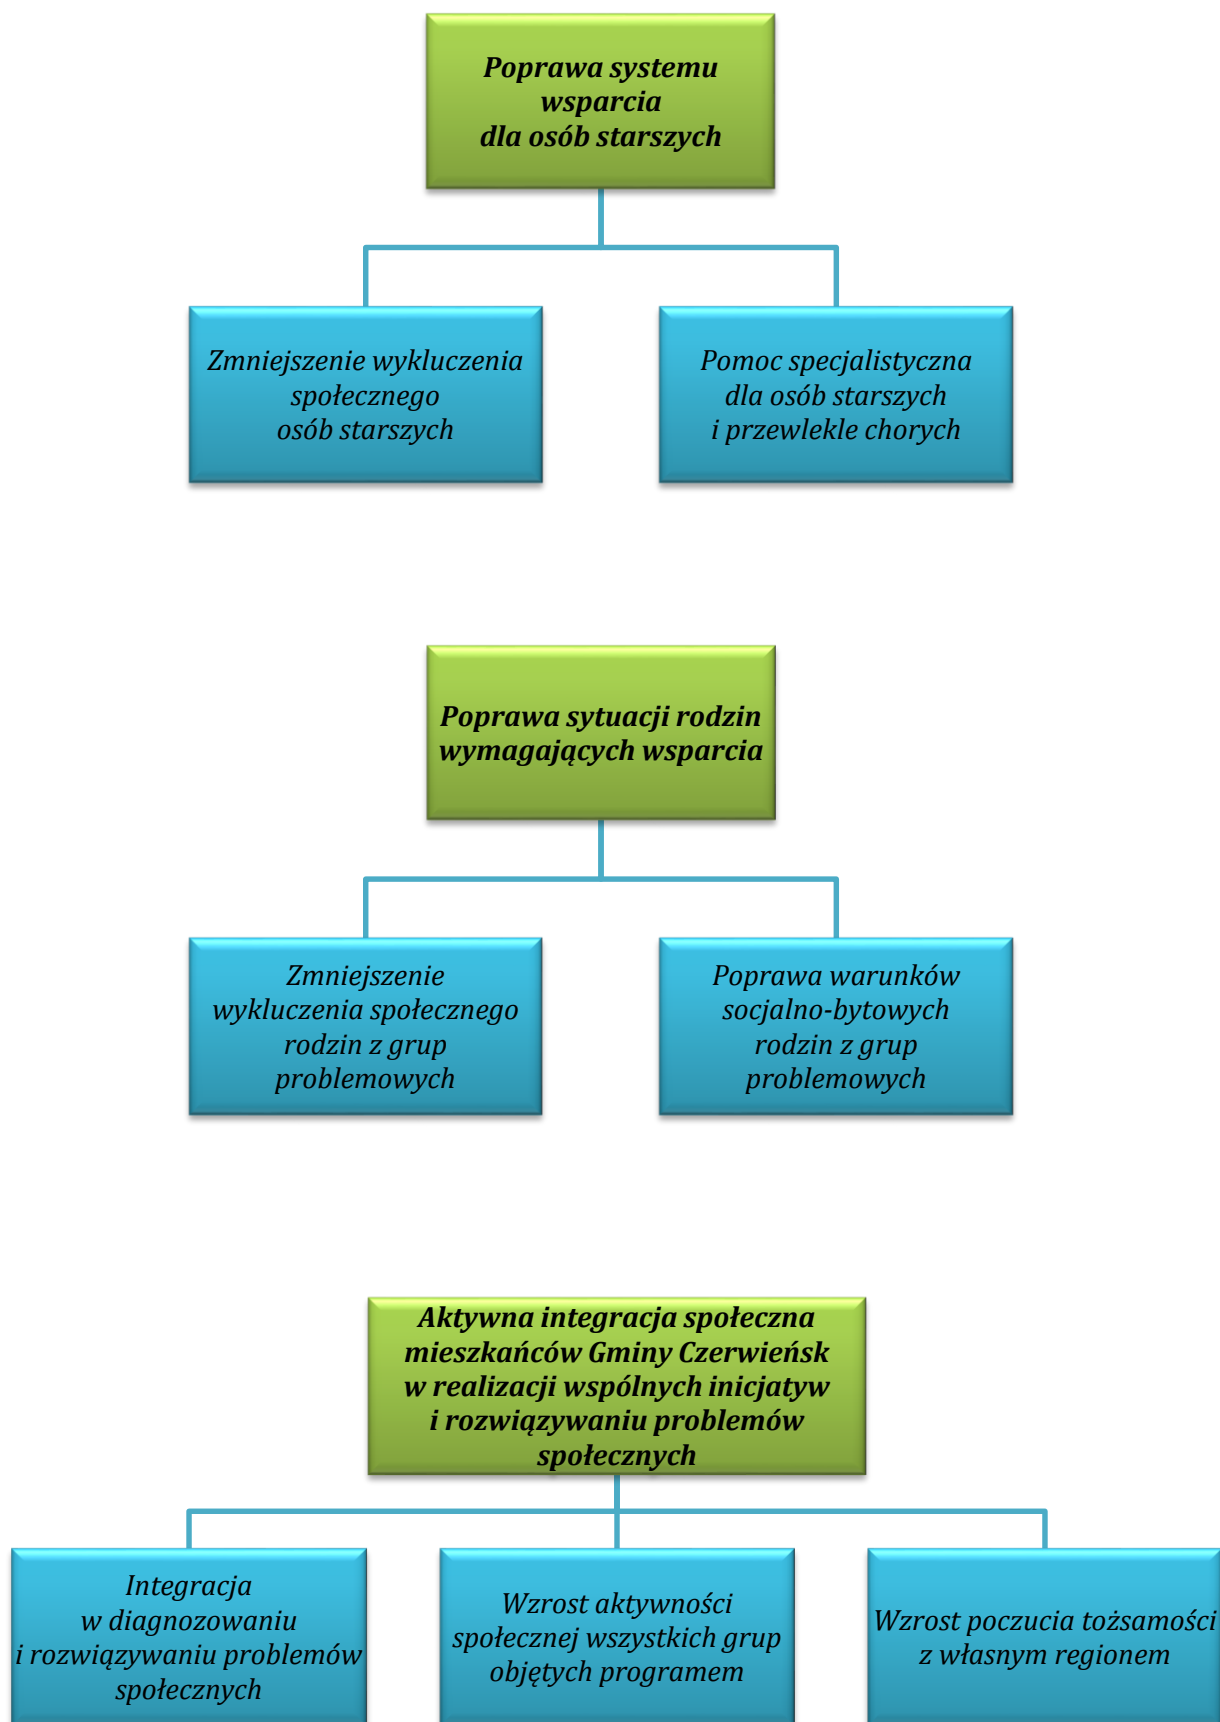 Poprawa systemu
wsparcia
dla osób starszych
Zmniejszenie wykluczenia
społecznego
osób starszych
Pomoc specjalistyczna
dla osób starszych
i przewlekle chorych
Poprawa sytuacji rodzin
wymagających wsparcia
Zmniejszenie
wykluczenia społecznego
rodzin z grup
problemowych
Poprawa warunków
socjalno-bytowych
rodzin z grup
problemowych
Aktywna integracja społeczna
mieszkańców Gminy Czerwieńsk
w realizacji wspólnych inicjatyw
i rozwiązywaniu problemów
społecznych
Integracja
w diagnozowaniu
i rozwiązywaniu problemów
społecznych
Wzrost aktywności
społecznej wszystkich grup
objętych programem
Wzrost poczucia tożsamości
z własnym regionem